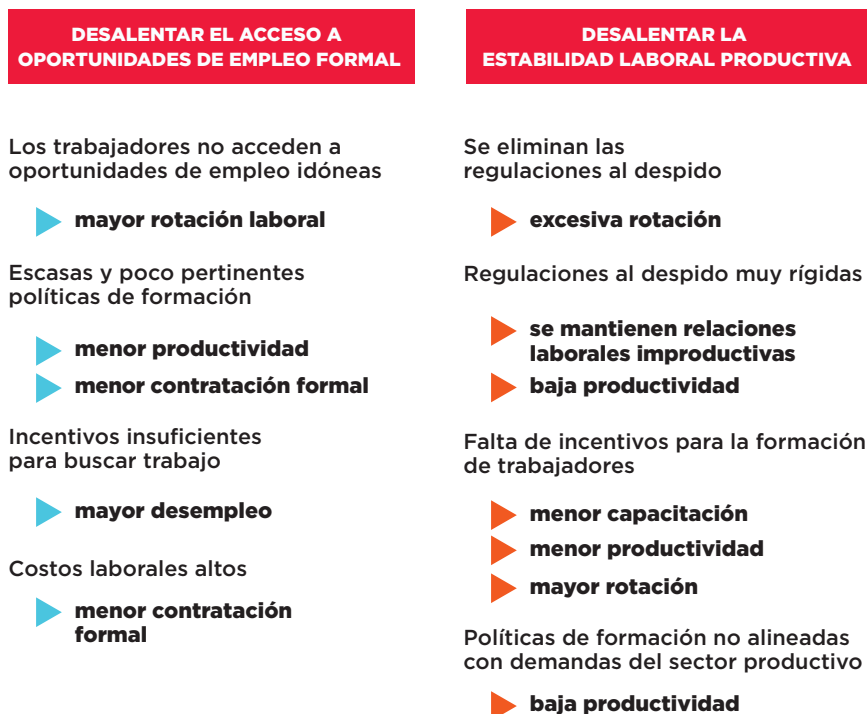 DESALENTAR EL ACCESO A
OPORTUNIDADES DE EMPLEO FORMAL
Los trabajadores no acceden a
oportunidades de empleo idóneas
mayor rotación laboral
Escasas y poco pertinentes
políticas de formación
menor productividad
menor contratación formal
Incentivos insuficientes
para buscar trabajo
mayor desempleo
Costos laborales altos
menor contratación
formal
DESALENTAR LA
ESTABILIDAD LABORAL PRODUCTIVA
Se eliminan las
regulaciones al despido
excesiva rotación
Regulaciones al despido muy rígidas
se mantienen relaciones
laborales improductivas
baja productividad
Falta de incentivos para la formación
de trabajadores
menor capacitación
menor productividad
mayor rotación
Políticas de formación no alineadas
con demandas del sector productivo
baja productividad